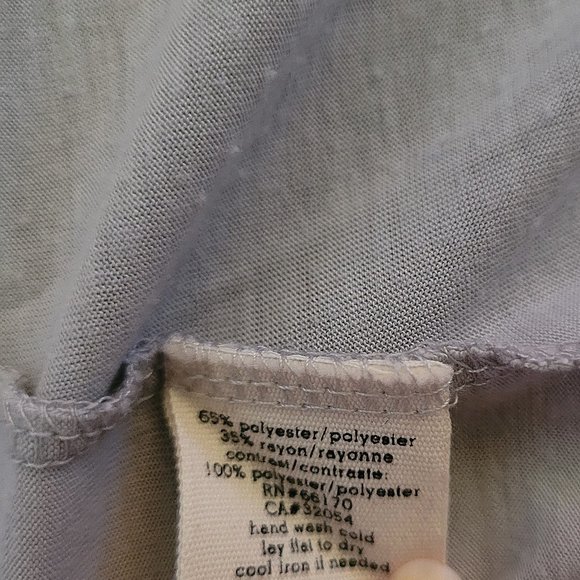 65% polyester/polyester
35% rayon/rayonne
contrast/contraste:
100% polyester/polyester
RN#66170
CA#32054
hand wash cold
lay flat to dry
cool iron if needed